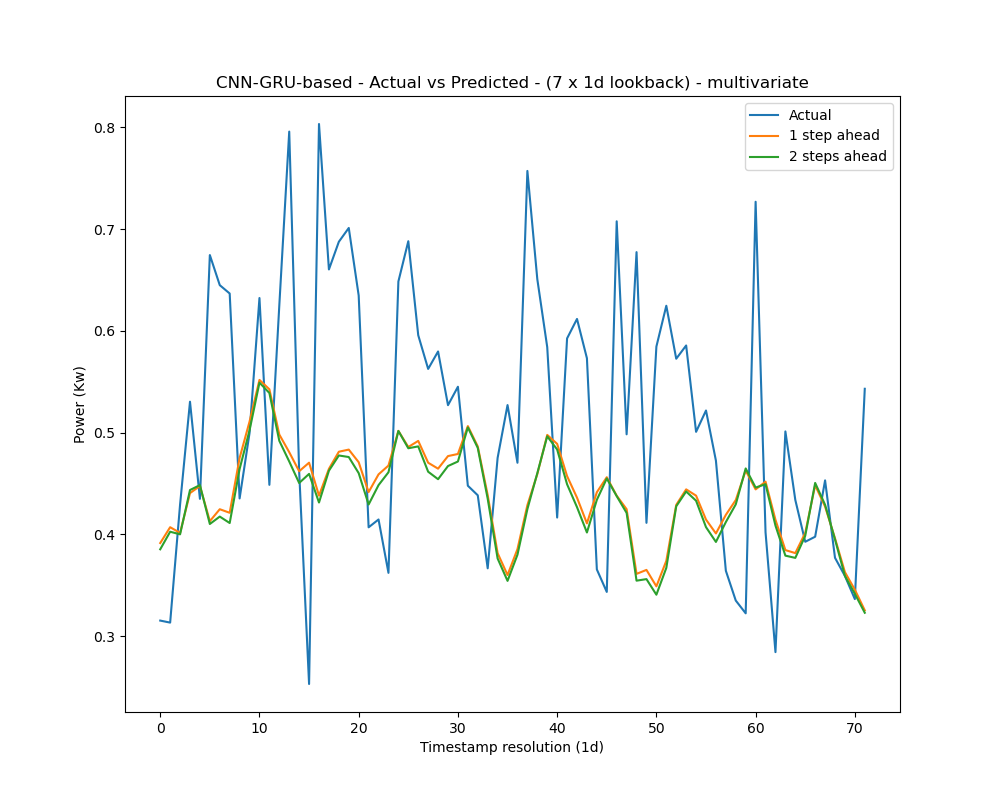 CNN-GRU-based - Actual vs Predicted - (7 x 1d lookback) - multivariate
Actual
1 step ahead
2 steps ahead
Power (Kw)
0.8
0.7
0.6
0.5
0.4
0.3
0 10 20 30 40 50 60 70
Timestamp resolution (1d)